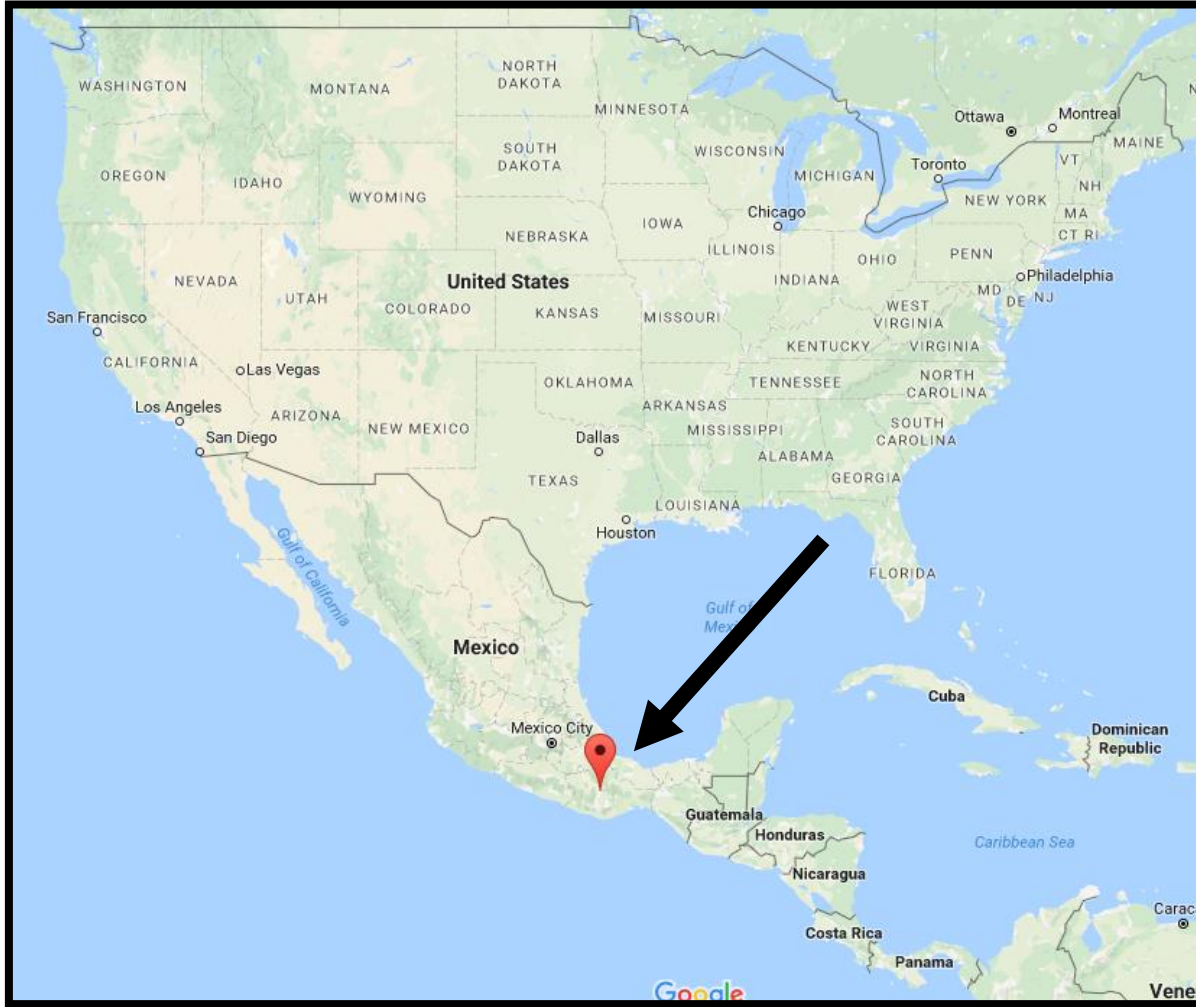 NORTH
DAKOTA
WASHINGTON
MONTANA
MINNESOTA
Ottawa
Montreal
MAINE
SOUTH
DAKOTA
WISCONSIN
VT
OREGON
IDAHO
MICHIGAN
Toronto
NH
WYOMING
NEW YORK
MA
Chicago
IOWA
CT RI
NEBRASKA
ILLINOIS
OHIO
PENN
NEVADA
United States
INDIANA
Philadelphia
UTAH
COLORADO
KANSAS
MISSOURI
WEST
VIRGINIA
MD
DE
NJ
San Francisco
KENTUCKY
VIRGINIA
CALIFORNIA
Las Vegas
OKLAHOMA
TENNESSEE
NORTH
CAROLINA
Los Angeles
ARIZONA
NEW MEXICO
ARKANSAS
MISSISSIPPI
SOUTH
CAROLINA
San Diego
Dallas
ALABAMA
TEXAS
GEORGIA
LOUISIANA
Houston
Gulf of California
FLORIDA
Gulf of
Mexico
Cuba
Mexico City
Dominican
Republic
Guatemala
Honduras
Caribbean Sea
Nicaragua
Costa Rica
Panama
Google